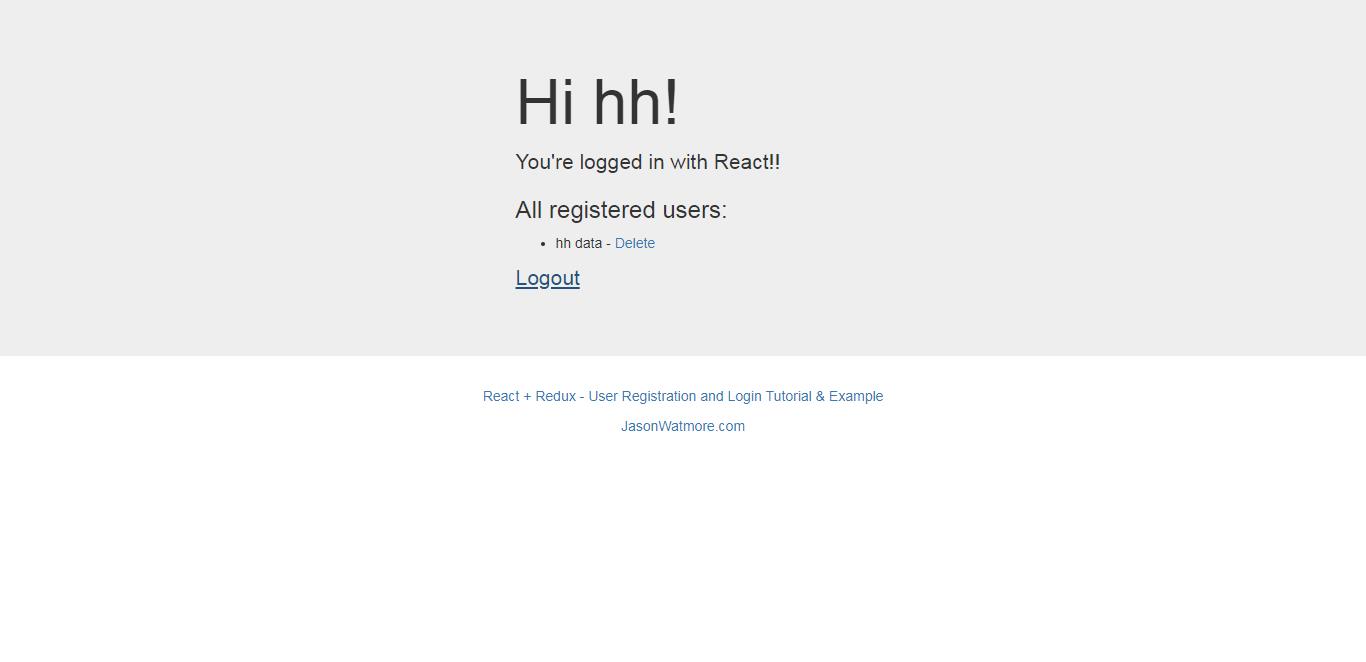 Hi hh!
You're logged in with React!!
All registered users:
• hh data - Delete
Logout
React + Redux - User Registration and Login Tutorial & Example
JasonWatmore.com